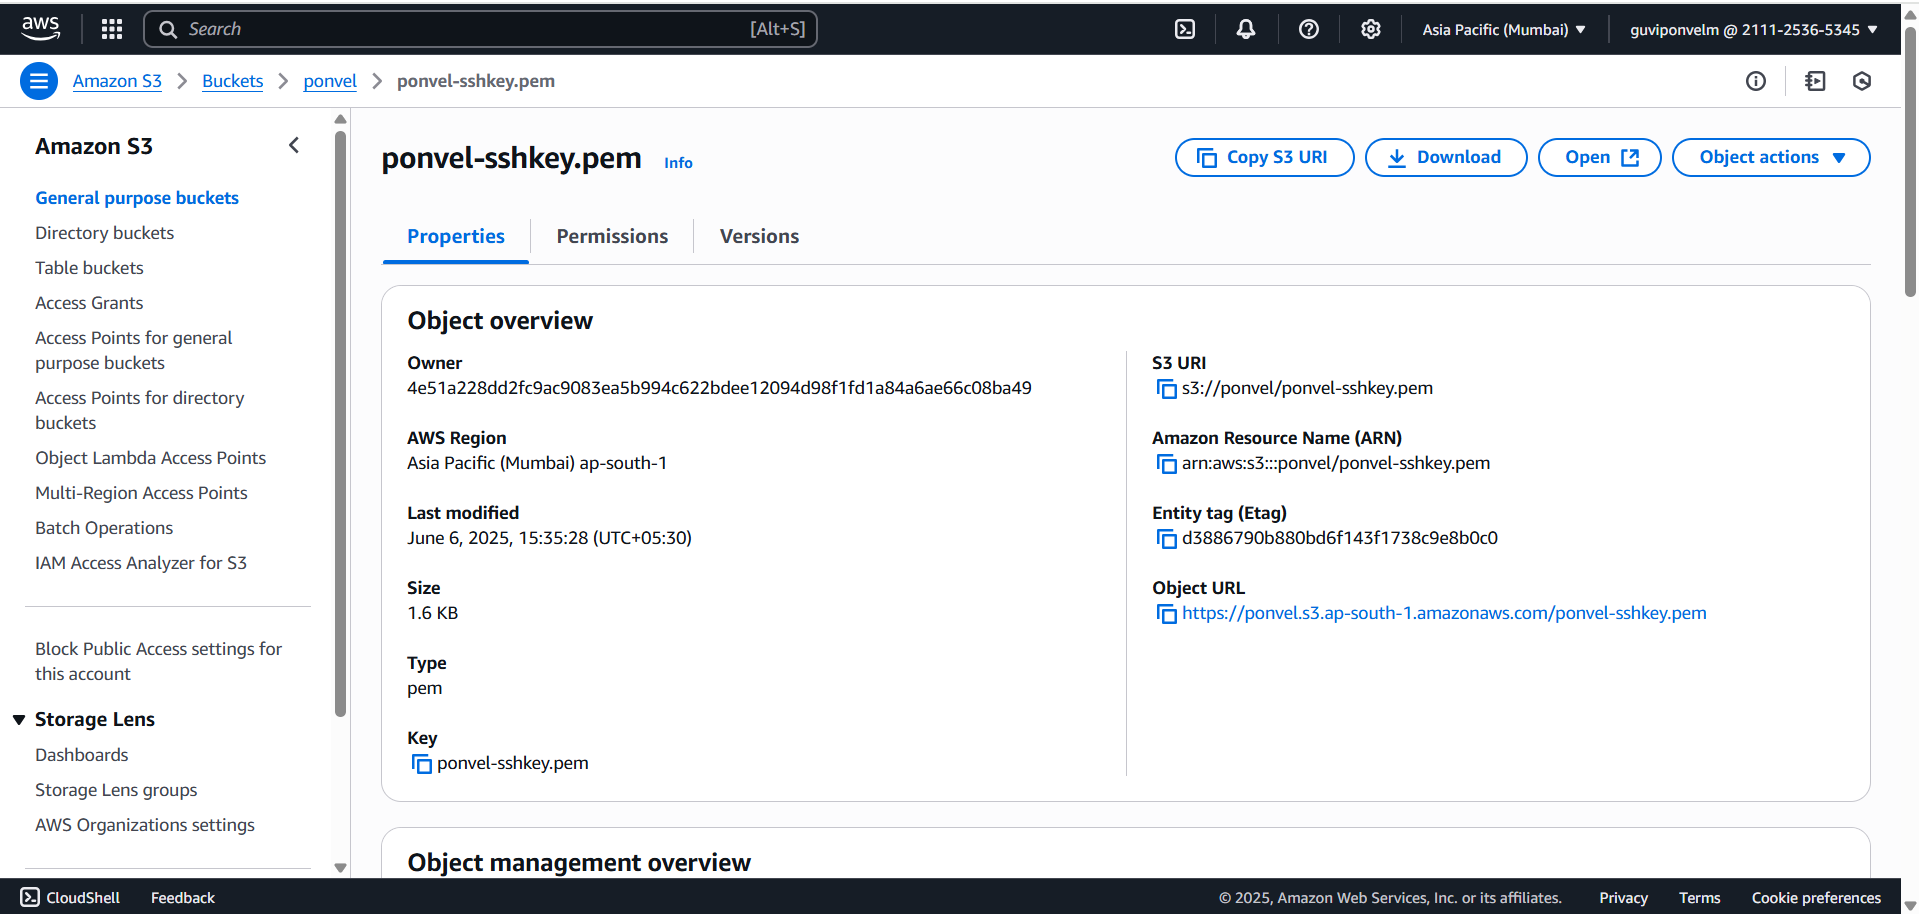 aws
Search
[Alt+S]
Asia Pacific (Mumbai)
guviponvelm @ 2111-2536-5345
Amazon S3
Buckets
ponvel
ponvel-sshkey.pem
Amazon S3
General purpose buckets
Directory buckets
Table buckets
Access Grants
Access Points for general
purpose buckets
Access Points for directory
buckets
Object Lambda Access Points
Multi-Region Access Points
Batch Operations
IAM Access Analyzer for S3
Block Public Access settings for
this account
Storage Lens
Dashboards
Storage Lens groups
AWS Organizations settings
ponvel-sshkey.pem
Info
Copy S3 URI
Download
Open
Object actions
Properties
Permissions
Versions
Object overview
Owner
4e51a228dd2fc9ac9083ea5b994c622bdee12094d98f1fd1a84a6ae66c08ba49
AWS Region
Asia Pacific (Mumbai) ap-south-1
Last modified
June 6, 2025, 15:35:28 (UTC+05:30)
Size
1.6 KB
Type
pem
Key
ponvel-sshkey.pem
S3 URI
s3://ponvel/ponvel-sshkey.pem
Amazon Resource Name (ARN)
arn:aws:s3:::ponvel/ponvel-sshkey.pem
Entity tag (Etag)
d3886790b880bd6f143f1738c9e8b0c0
Object URL
https://ponvel.s3.ap-south-1.amazonaws.com/ponvel-sshkey.pem
Object management overview
CloudShell
Feedback
© 2025, Amazon Web Services, Inc. or its affiliates.
Privacy
Terms
Cookie preferences